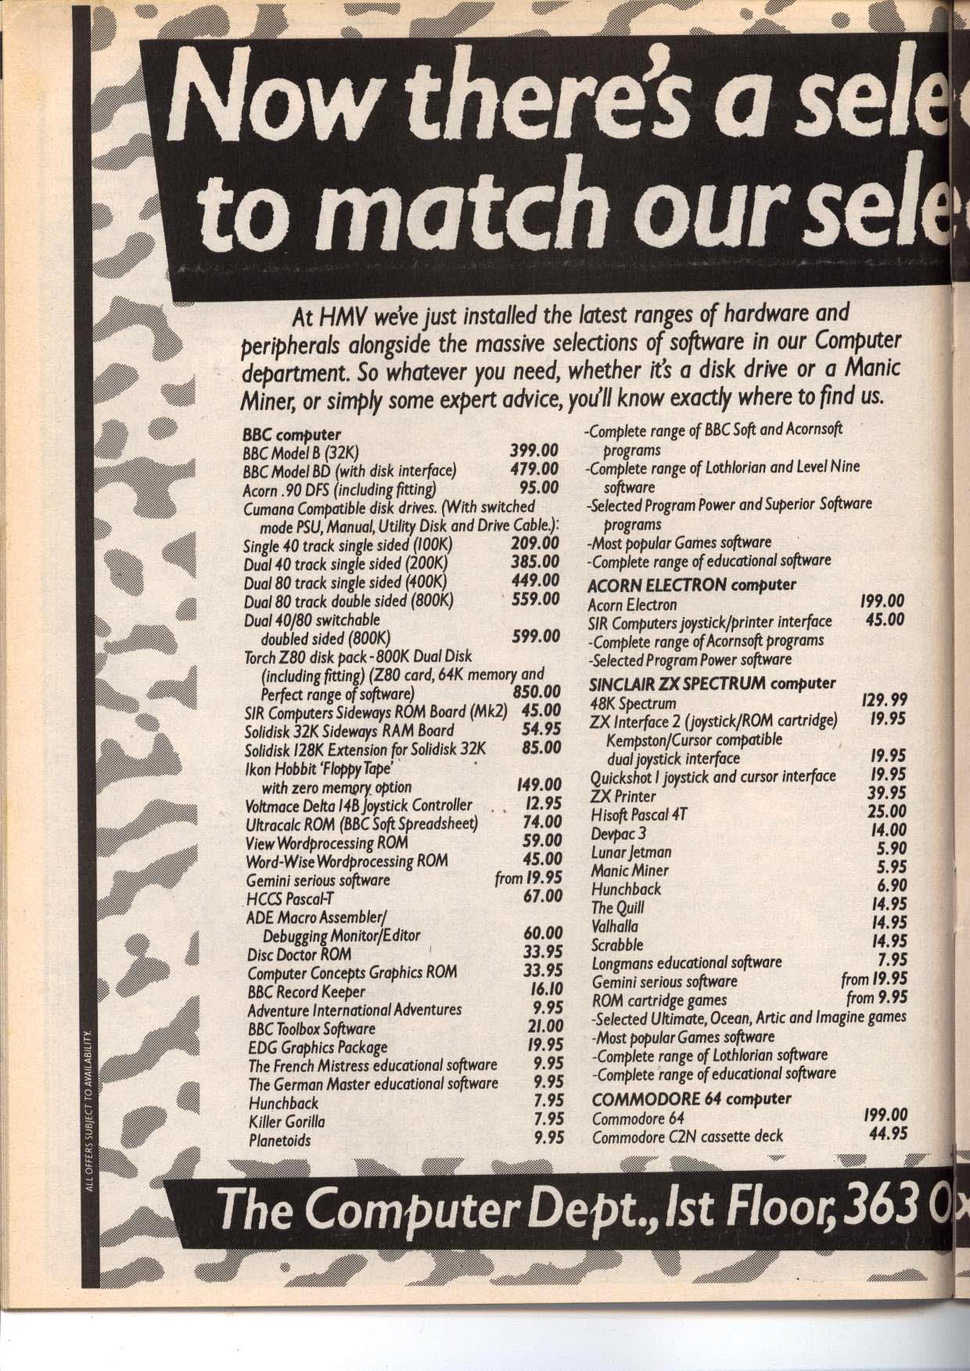 Now there's a sele
to match our sele
At HMV we've just installed the latest ranges of hardware and
peripherals alongside the massive selections of software in our Computer
department. So whatever you need, whether it's a disk drive or a Manic
Miner, or simply some expert advice, you'll know exactly where to find us.
BBC computer
BBC Model B (32K) 399.00
BBC Model BD (with disk interface) 479.00
Acorn .90 DFS (including fitting) 95.00
Cumana Compatible disk drives. (With switched
mode PSU, Manual, Utility Disk and Drive Cable.):
Single 40 track single sided (100K) 209.00
Dual 40 track single sided (200K) 385.00
Dual 80 track single sided (400K) 449.00
Dual 80 track double sided (800K) 559.00
Dual 40/80 switchable
doubled sided (800K) 599.00
Torch Z80 disk pack - 800K Dual Disk
(including fitting) (Z80 card, 64K memory and
Perfect range of software) 850.00
SIR Computers Sideways ROM Board (Mk2) 45.00
Solidisk 32K Sideways RAM Board 54.95
Solidisk 128K Extension for Solidisk 32K 85.00
Ikon Hobbit 'Floppy Tape'
with zero memory option 149.00
Voltmace Delta 14B Joystick Controller 12.95
Ultracalc ROM (BBC Soft Spreadsheet) 74.00
View Wordprocessing ROM 59.00
Word-Wise Wordprocessing ROM 45.00
Gemini serious software from 19.95
HCCS Pascal-T 67.00
ADE Macro Assembler/
Debugging Monitor/Editor 60.00
Disc Doctor ROM 33.95
Computer Concepts Graphics ROM 33.95
BBC Record Keeper 16.10
Adventure International Adventures 9.95
BBC Toolbox Software 21.00
EDG Graphics Package 19.95
The French Mistress educational software 9.95
The German Master educational software 9.95
Hunchback 7.95
Killer Gorilla 7.95
Planetoids 9.95
-Complete range of BBC Soft and Acornsoft
programs
-Complete range of Lothlorian and Level Nine
software
-Selected Program Power and Superior Software
programs
-Most popular Games software
-Complete range of educational software
ACORN ELECTRON computer
Acorn Electron 199.00
SIR Computers joystick/printer interface 45.00
-Complete range of Acornsoft programs
-Selected Program Power software
SINCLAIR ZX SPECTRUM computer
48K Spectrum 129.99
ZX Interface 2 (joystick/ROM cartridge) 19.95
Kempston/Cursor compatible
dual joystick interface 19.95
Quickshot I joystick and cursor interface 19.95
ZX Printer 39.95
Hisoft Pascal 4T 25.00
Devpac 3 14.00
Lunar Jetman 5.90
Manic Miner 5.95
Hunchback 6.90
The Quill 14.95
Valhalla 14.95
Scrabble 14.95
Longmans educational software 7.95
Gemini serious software from 19.95
ROM cartridge games from 9.95
-Selected Ultimate, Ocean, Artic and Imagine games
-Most popular Games software
-Complete range of Lothlorian software
-Complete range of educational software
COMMODORE 64 computer
Commodore 64 199.00
Commodore C2N cassette deck 44.95
The Computer Dept., 1st Floor, 363 Ox
ALL OFFERS SUBJECT TO AVAILABILITY.